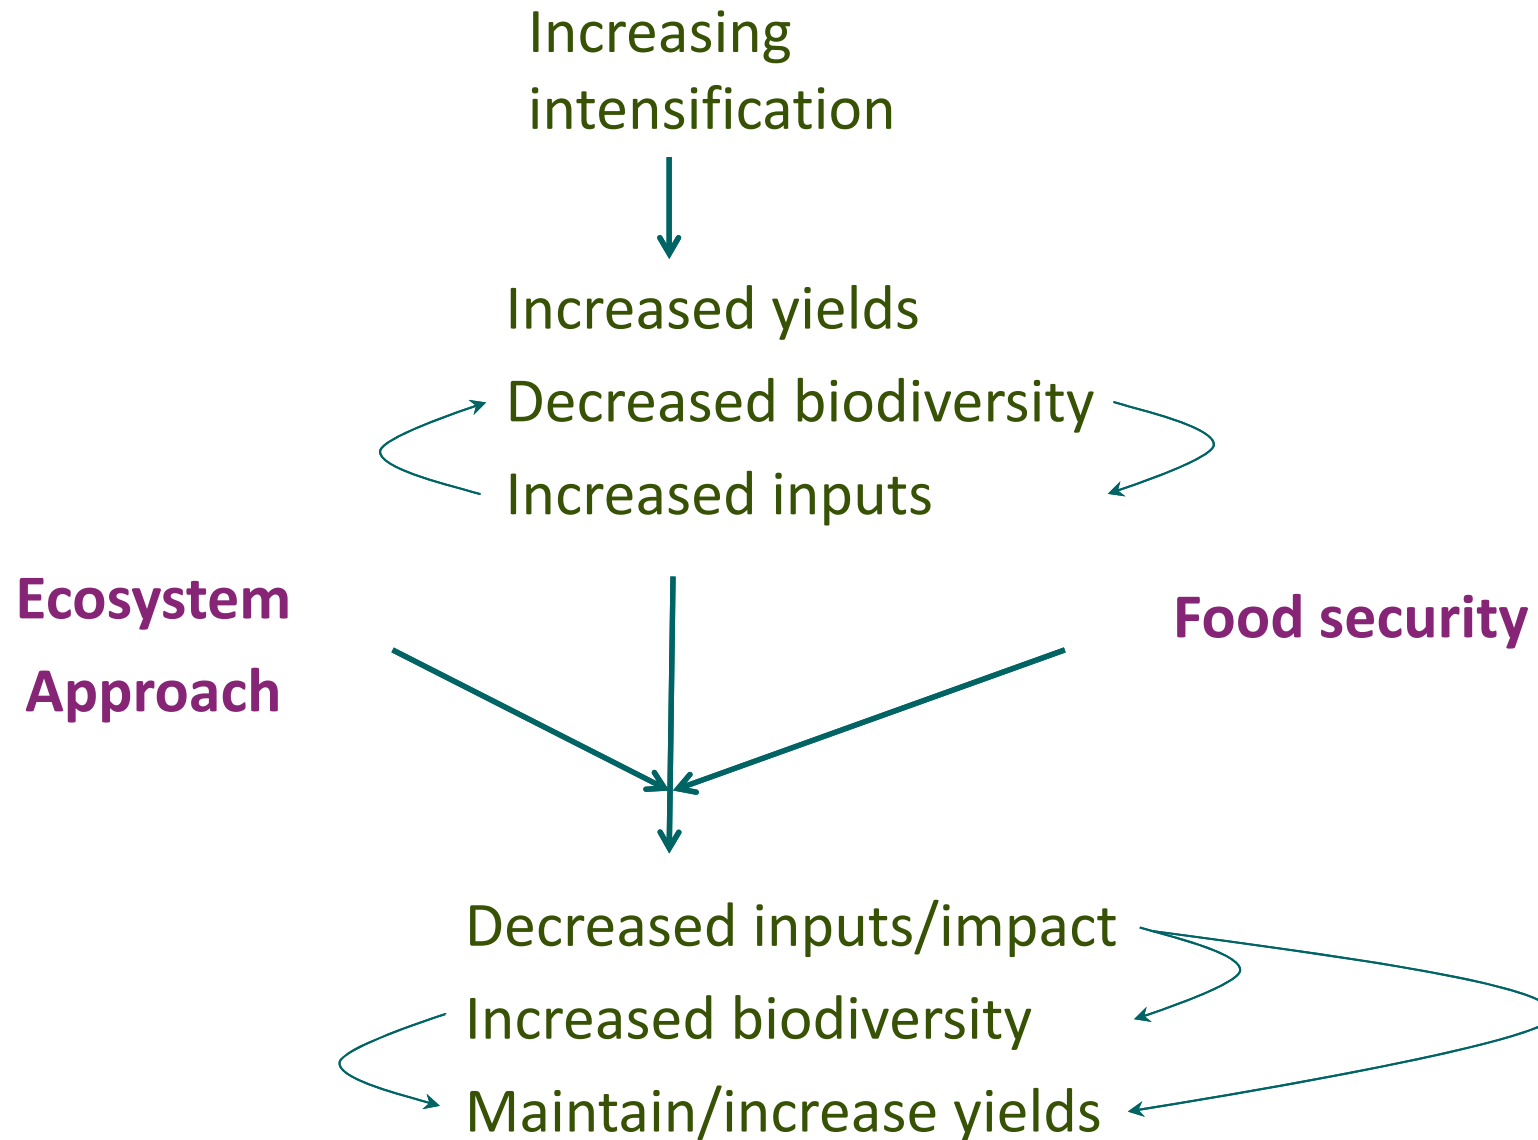 Increasing
intensification
Increased yields
Decreased biodiversity
Increased inputs
Ecosystem
Approach
Food security
Decreased inputs/impact
Increased biodiversity
Maintain/increase yields